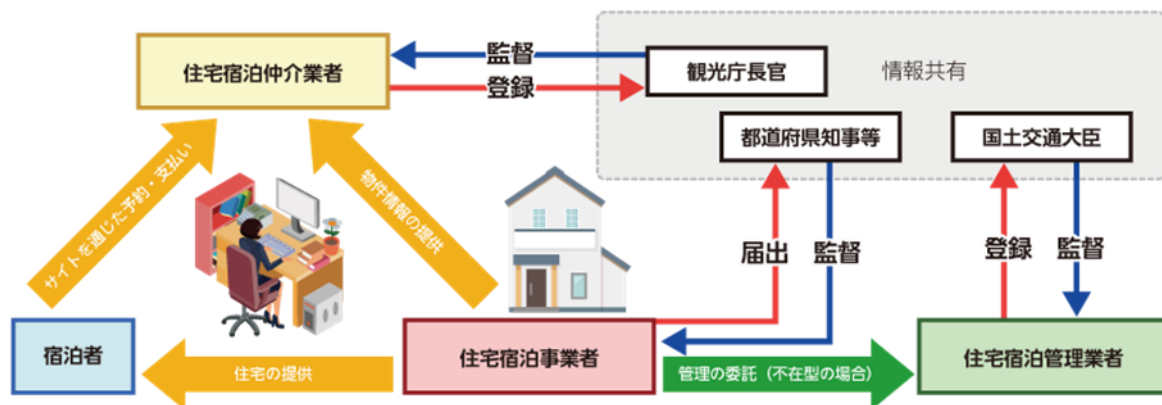 住宅宿泊仲介業者
監督
登録
観光庁長官
情報共有
都道府県知事等
国土交通大臣
サイトを通じた予約・支払い
物件情報の提供
届出
監督
登録
監督
宿泊者
住宅の提供
住宅宿泊事業者
管理の委託（不在型の場合）
住宅宿泊管理業者